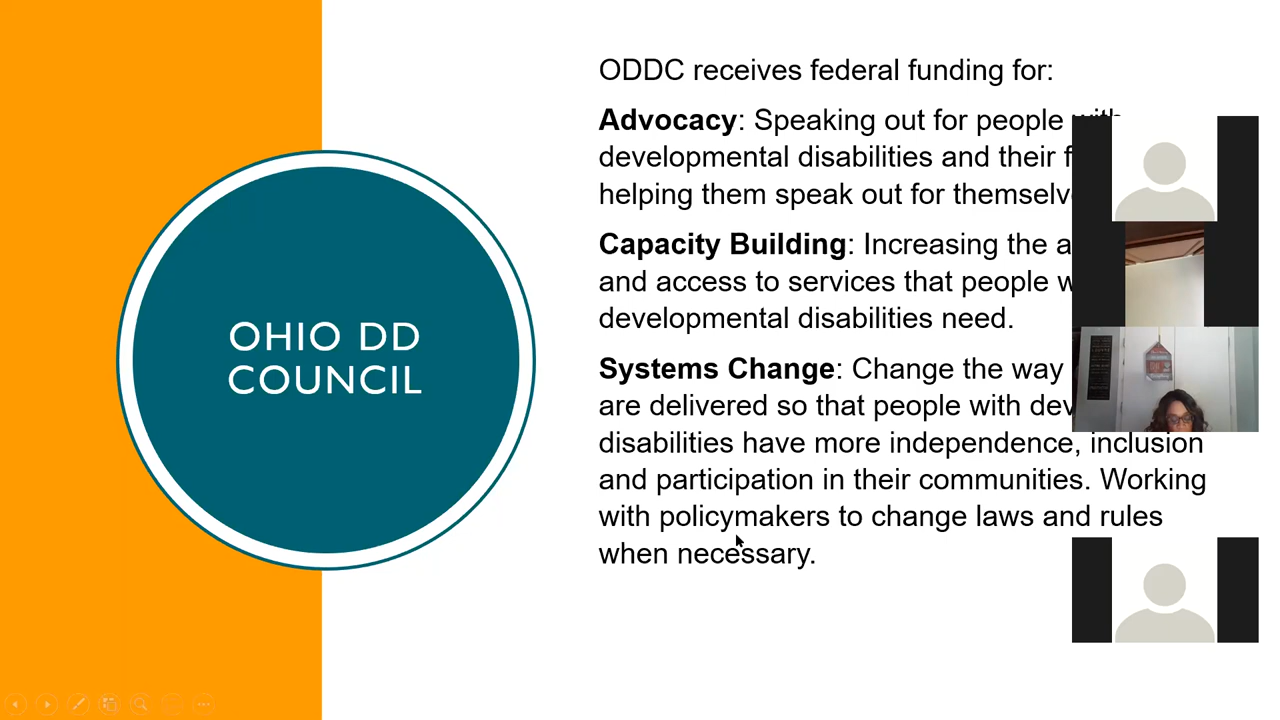 OHIO DD
COUNCIL
ODDC receives federal funding for:
Advocacy: Speaking out for people with
developmental disabilities and their
helping them speak out for
Capacity Building: Increasing the
and access to services that people
developmental disabilities need.
Systems Change: Change the way
are delivered so that people with
disabilities have more independence, inclusion
and participation in their communities. Working
with policymakers to change laws and rules
when necessary.